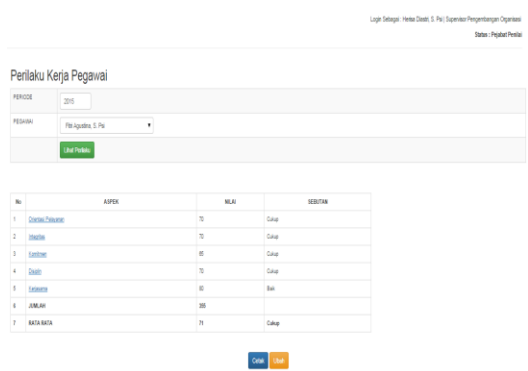 Login Sebagai : Herisa Diastri, S. Psi | Supervisor Pengembangan Organisasi
Status : Pejabat Penilai
Perilaku Kerja Pegawai
PERIODE 2015
PEGAWAI Fitri Agustina, S. Psi
Lihat Perilaku
No ASPEK NILAI SEBUTAN
1 Orientasi Pelayanan 70 Cukup
2 Integritas 70 Cukup
3 Komitmen 65 Cukup
4 Disiplin 70 Cukup
5 Kerjasama 80 Baik
6 JUMLAH 355
7 RATA RATA 71 Cukup
Cetak Ubah